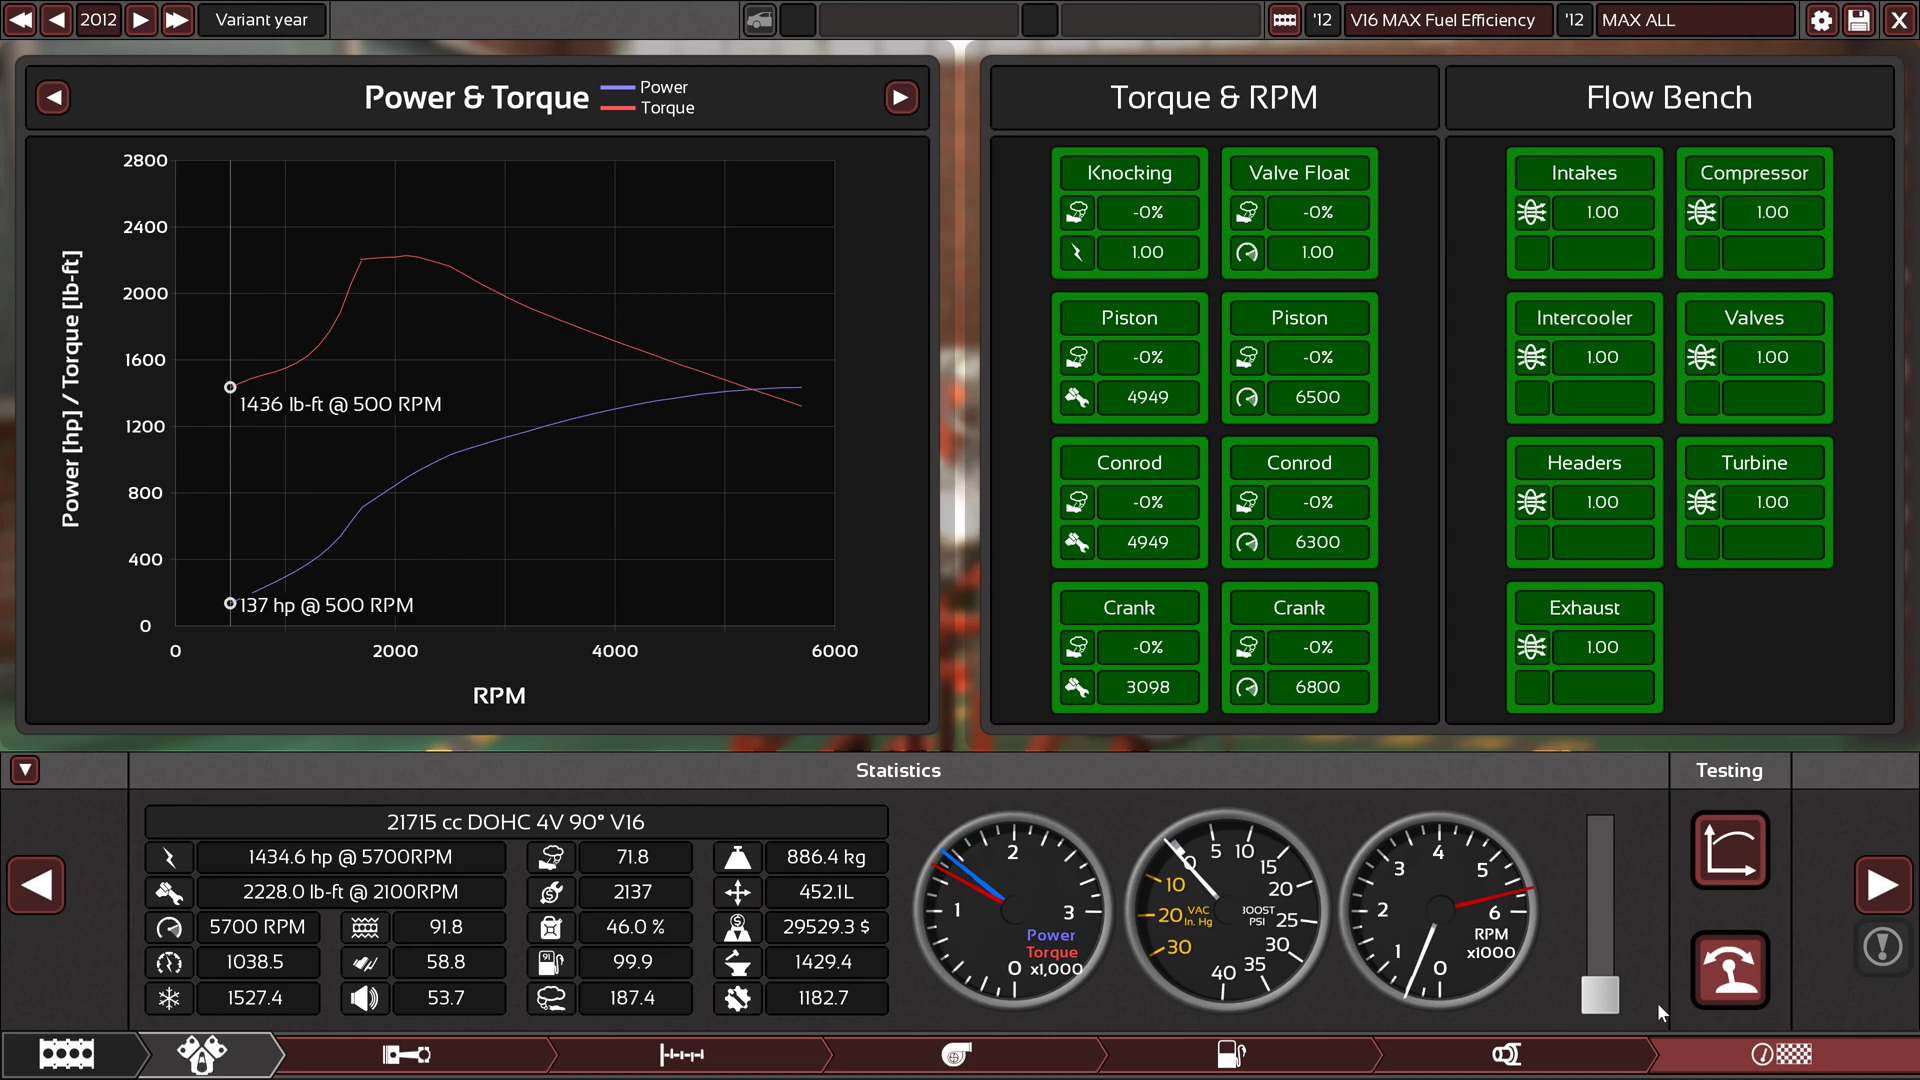 2012
Variant year
'12
V16 MAX Fuel Efficiency
'12
MAX ALL
X
Power & Torque
Power
Torque
Power [hp] / Torque [lb-ft]
2800
2400
2000
1600
1200
800
400
0
1436 lb-ft @ 500 RPM
137 hp @ 500 RPM
0
2000
4000
6000
RPM
Torque & RPM
Knocking
-0%
1.00
Valve Float
-0%
1.00
Piston
-0%
4949
Piston
-0%
6500
Conrod
-0%
4949
Conrod
-0%
6300
Crank
-0%
3098
Crank
-0%
6800
Flow Bench
Intakes
1.00
Compressor
1.00
Intercooler
1.00
Valves
1.00
Headers
1.00
Turbine
1.00
Exhaust
1.00
Statistics
Testing
21715 cc DOHC 4V 90° V16
1434.6 hp @ 5700RPM
71.8
886.4 kg
2228.0 lb-ft @ 2100RPM
2137
452.1L
5700 RPM
91.8
46.0 %
29529.3 $
1038.5
58.8
91
99.9
1429.4
1527.4
53.7
187.4
1182.7
0
1
2
3
Power
Torque
x1,000
30
20
10
0
5
10
15
20
25
30
35
40
VAC
In. Hg
BOOST
PSI
0
1
2
3
4
5
6
RPM
x1000